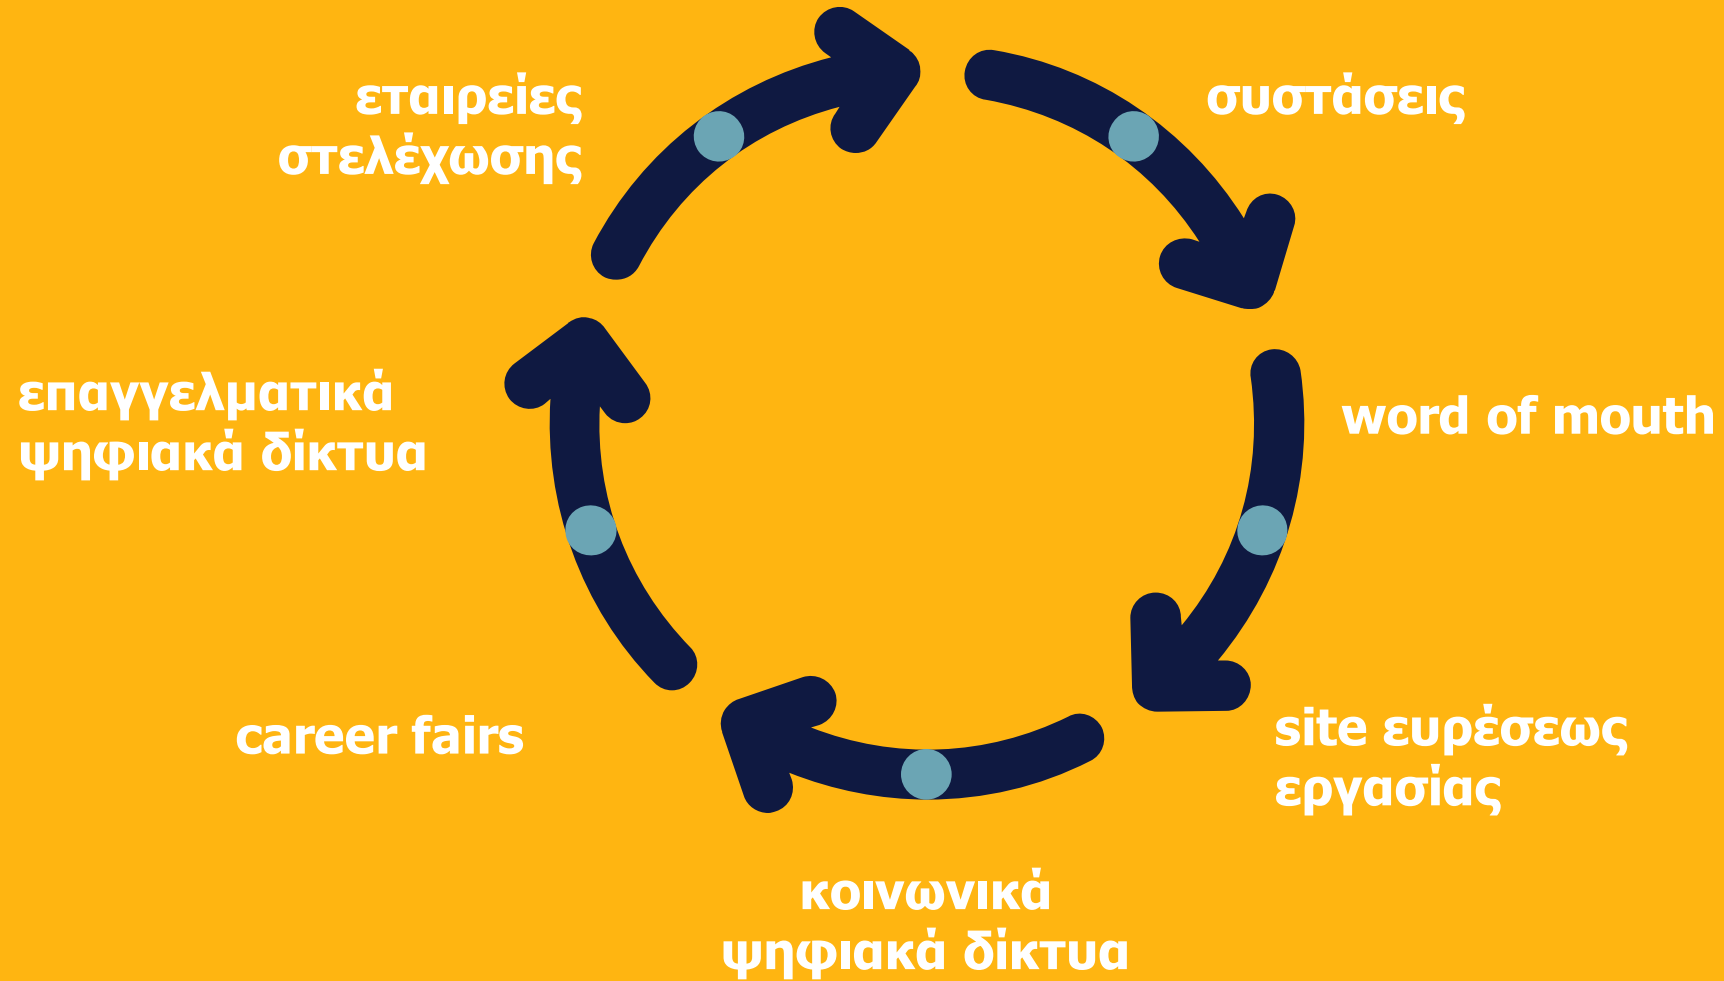 εταιρείες
στελέχωσης
συστάσεις
επαγγελματικά
ψηφιακά δίκτυα
word of mouth
career fairs
site ευρέσεως
εργασίας
κοινωνικά
ψηφιακά δίκτυα